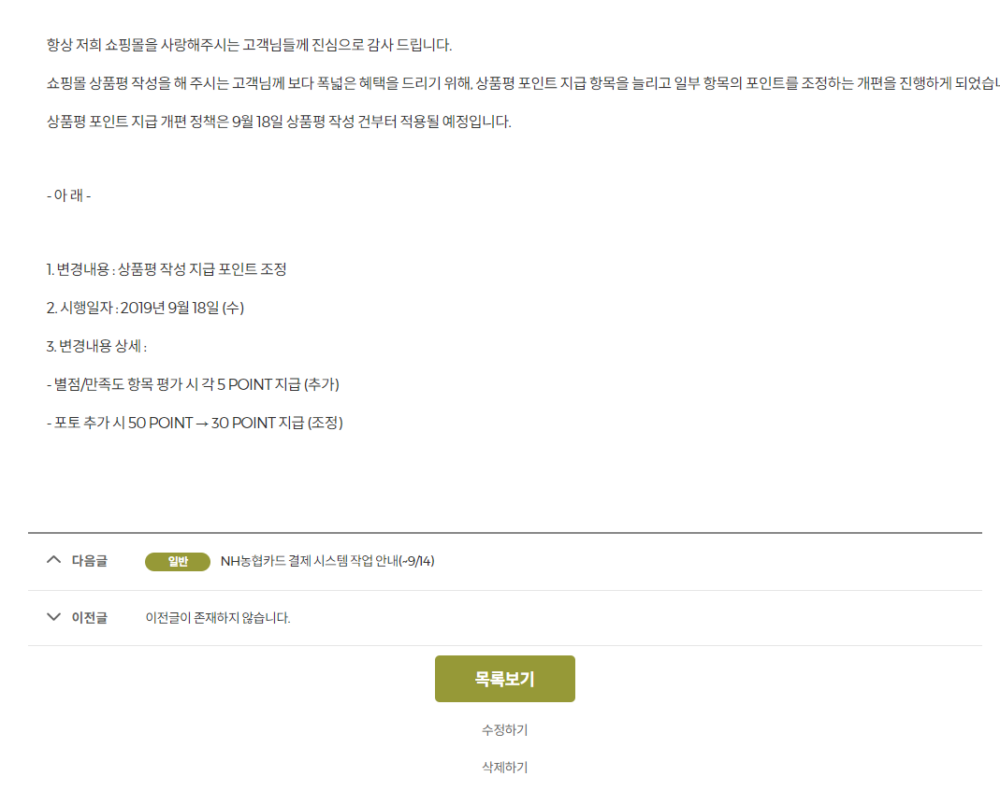 항상 저희 쇼핑몰을 사랑해주시는 고객님들께 진심으로 감사 드립니다.
쇼핑몰 상품평 작성을 해 주시는 고객님께 보다 폭넓은 혜택을 드리기 위해, 상품평 포인트 지급 항목을 늘리고 일부 항목의 포인트를 조정하는 개편을 진행하게
상품평 포인트 지급 개편 정책은 9월 18일 상품평 작성 건부터 적용될 예정입니다.
- 아 래 -
1. 변경내용 : 상품평 작성 지급 포인트 조정
2. 시행일자 : 2019년 9월 18일 (수)
3. 변경내용 상세 :
- 별점/만족도 항목 평가 시 각 5 POINT 지급 (추가)
- 포토 추가 시 50 POINT → 30 POINT 지급 (조정)
다음글 일반 NH농협카드 결제 시스템 작업 안내(~9/14)
이전글 이전글이 존재하지 않습니다.
목록보기
수정하기
삭제하기